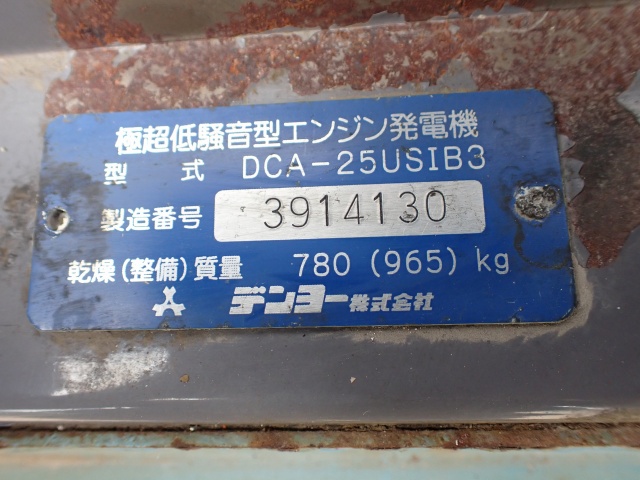 極超低騒音型エンジン発電機
型 式 DCA-25USIB3
製造番号 3914130
乾燥(整備)質量 780 (965) kg
デンヨー株式会社